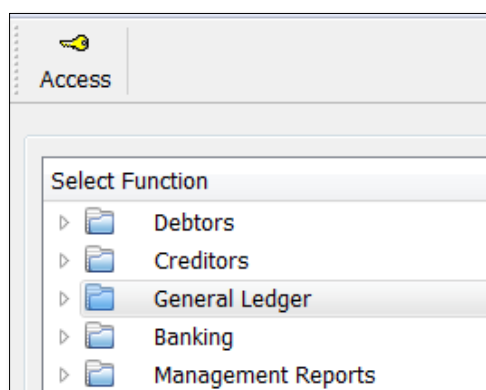 Access
Select Function
Debtors
Creditors
General Ledger
Banking
Management Reports